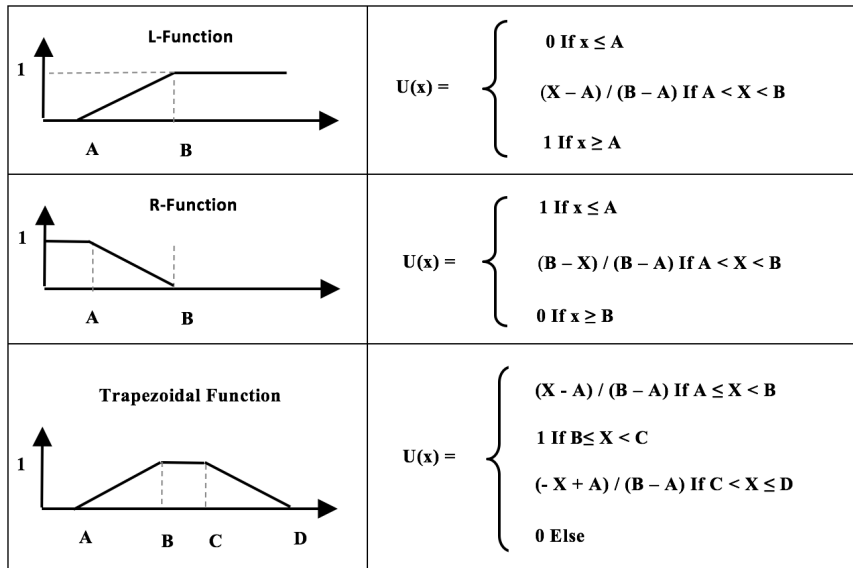 L-Function
1
A B
U(x) =
0 If x ≤ A
(X – A) / (B – A) If A < X < B
1 If x ≥ A
R-Function
1
A B
U(x) =
1 If x ≤ A
(B – X) / (B – A) If A < X < B
0 If x ≥ B
Trapezoidal Function
1
A B C D
U(x) =
(X - A) / (B – A) If A ≤ X < B
1 If B≤ X < C
(- X + A) / (B – A) If C < X ≤ D
0 Else